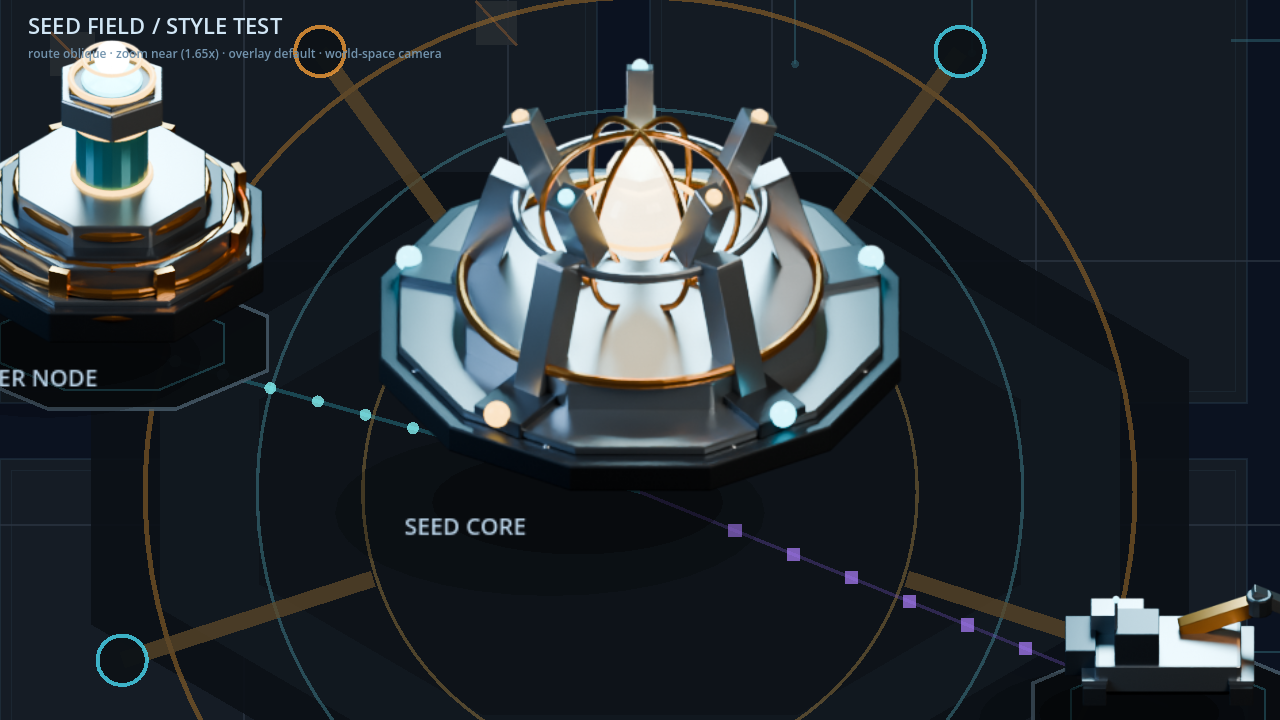 SEED FIELD / STYLE TEST
route oblique · zoom near (1.65x) · overlay default · world-space camera
ER NODE
SEED CORE